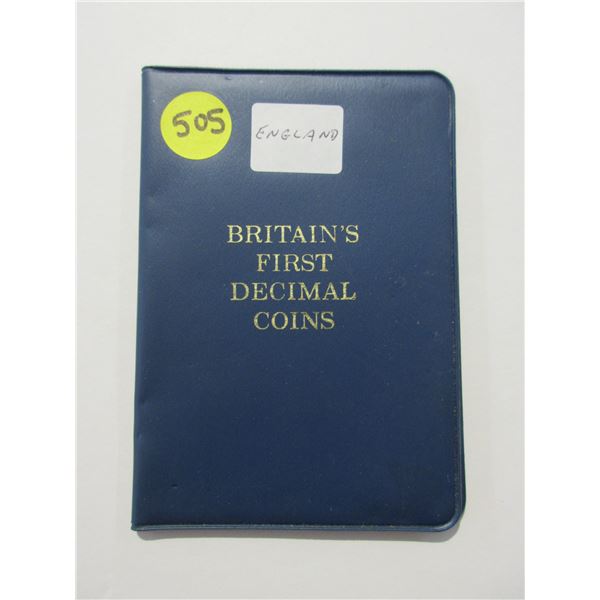 505
ENGLAND
BRITAIN'S
FIRST
DECIMAL
COINS